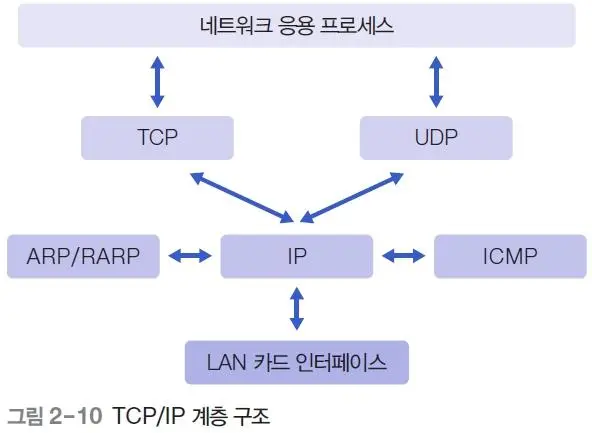 네트워크 응용 프로세스
TCP
UDP
ARP/RARP
IP
ICMP
LAN 카드 인터페이스
그림 2-10 TCP/IP 계층 구조